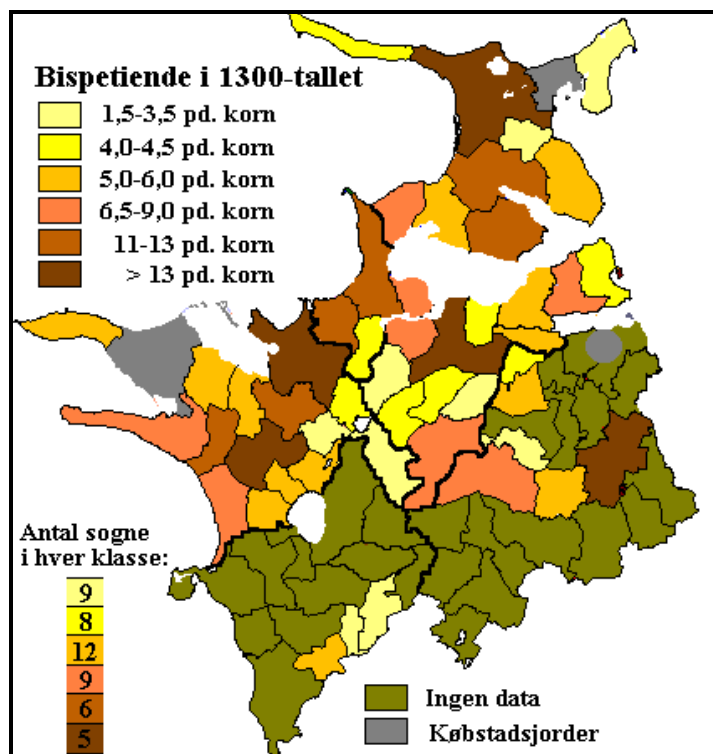 Bispetiende i 1300-tallet
1,5-3,5 pd. korn
4,0-4,5 pd. korn
5,0-6,0 pd. korn
6,5-9,0 pd. korn
11-13 pd. korn
> 13 pd. korn
Antal sogne
i hver klasse:
9
8
12
9
6
5
Ingen data
Købstadsjorder